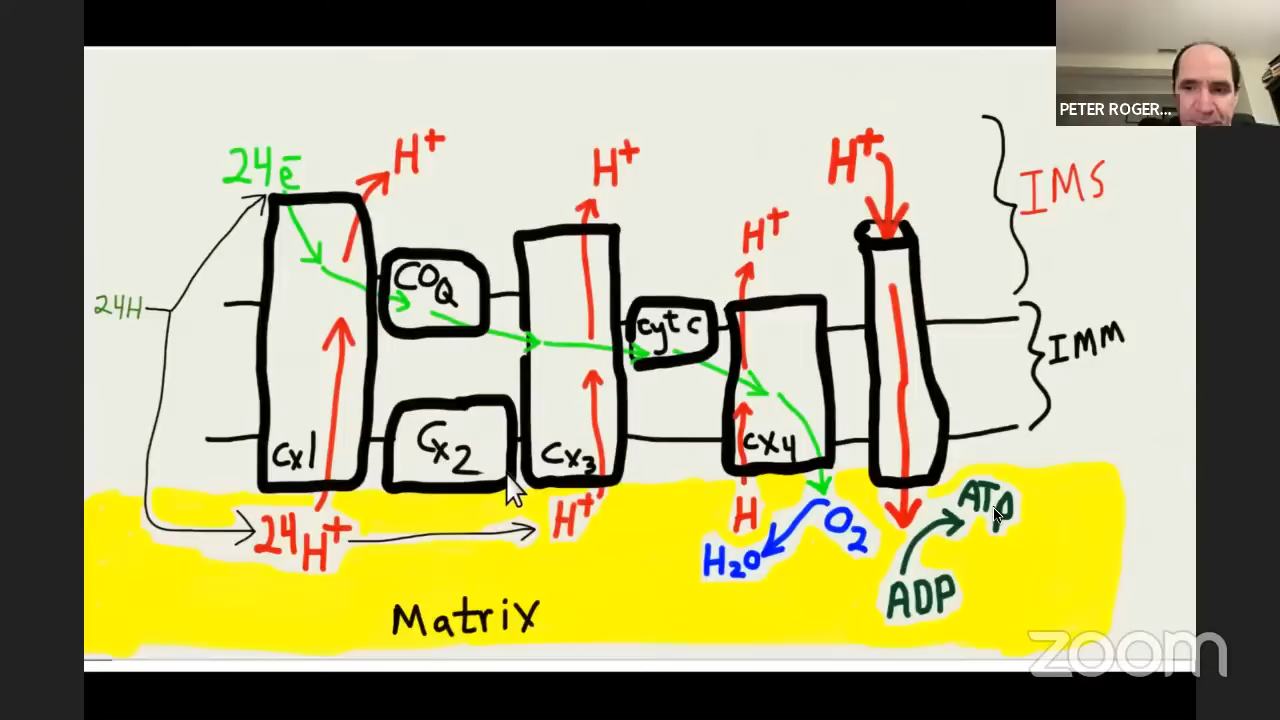 PETER ROGER...
24e̅
H⁺
H⁺
H⁺
H⁺
IMS
24H
COQ
cyt c
IMM
Cx1
Cx2
Cx3
Cx4
24H⁺
H⁺
H
O₂
H₂O
ATP
ADP
Matrix
zoom